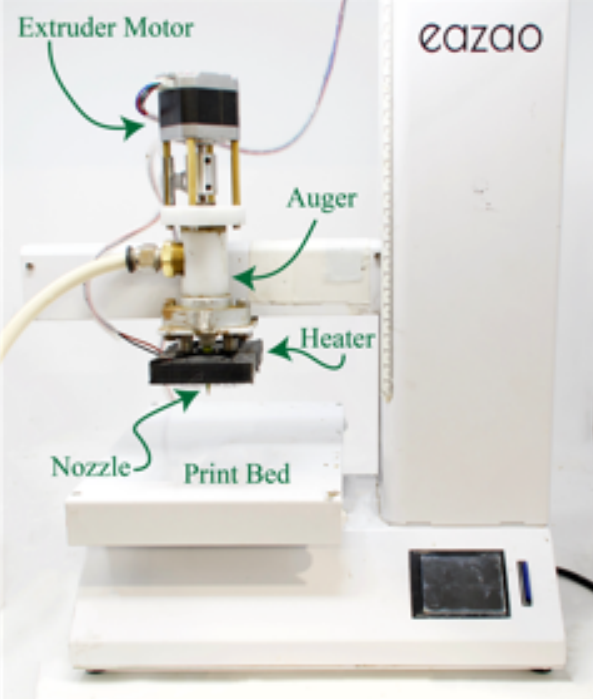 Extruder Motor
eazao
Auger
Heater
Nozzle
Print Bed